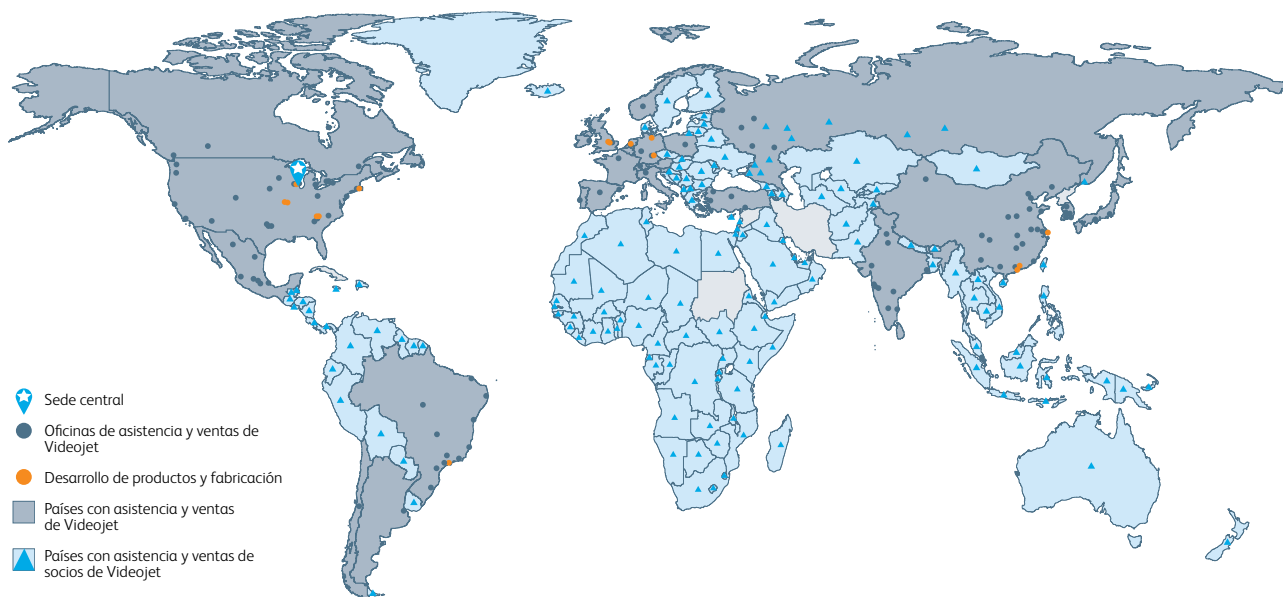 Sede central
Oficinas de asistencia y ventas de
Videojet
Desarrollo de productos y fabricación
Países con asistencia y ventas
de Videojet
Países con asistencia y ventas de
socios de Videojet